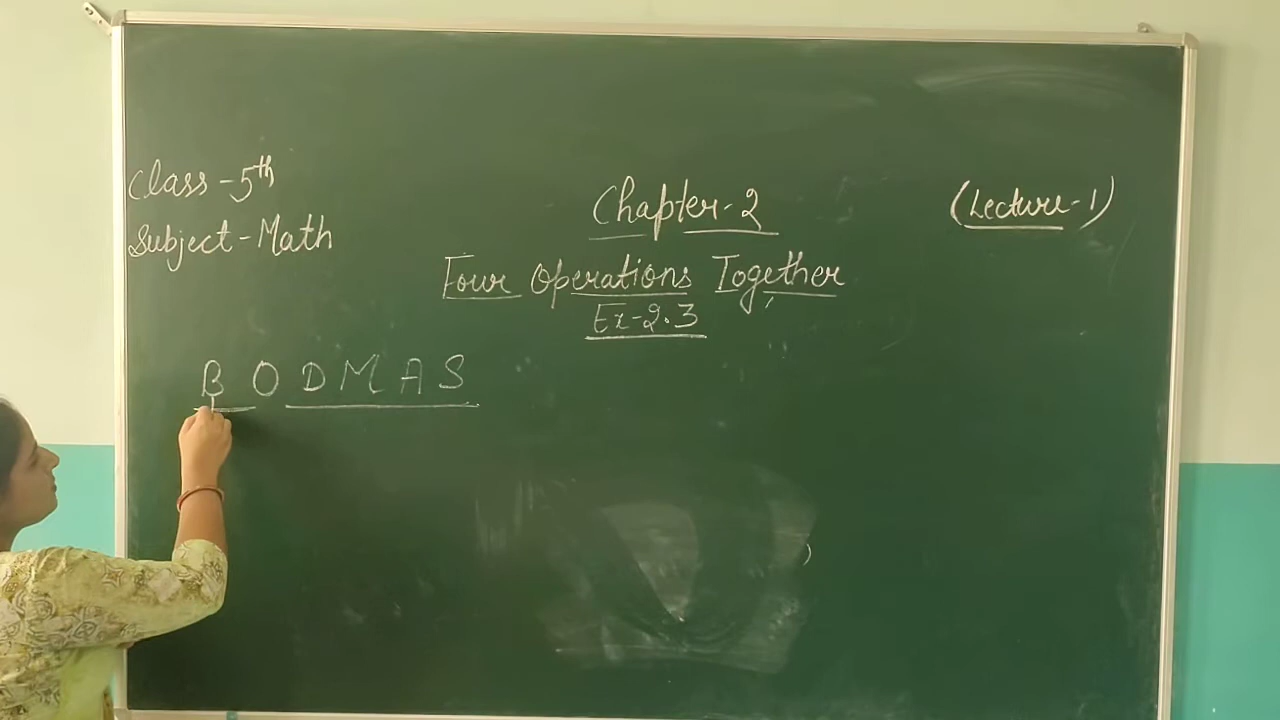 Class - 5th
Subject - Math
Chapter - 2
(Lecture - 1)
Four Operations Together
Ex - 2.3
B O D M A S